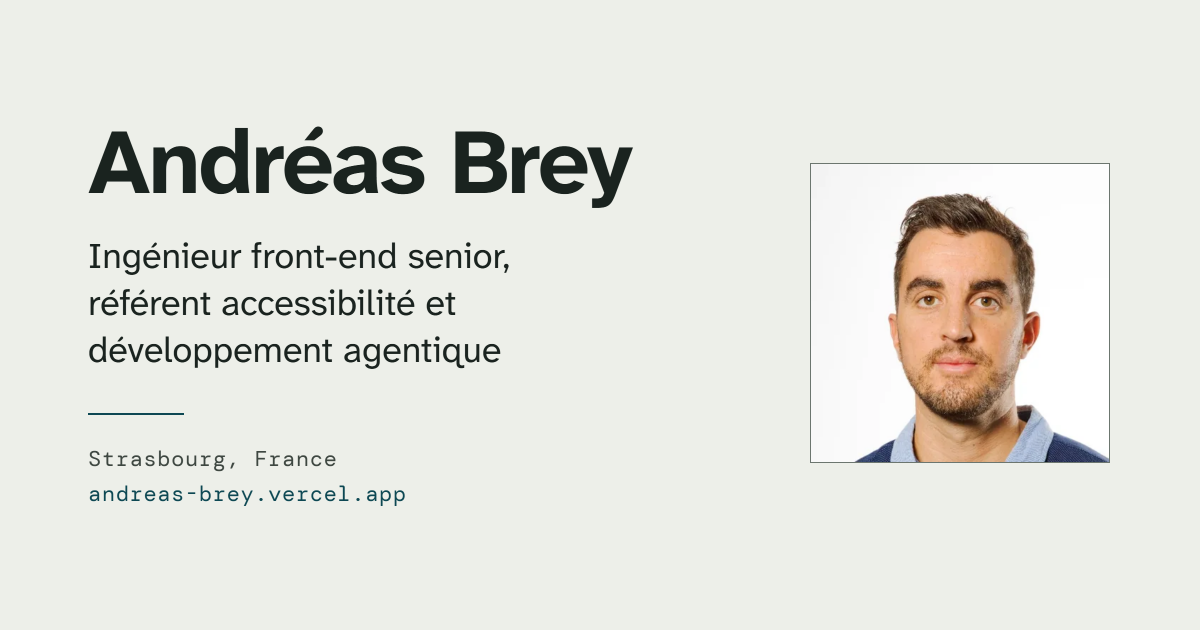 Andréas Brey
Ingénieur front-end senior,
référent accessibilité et
développement agentique
Strasbourg, France
andreas-brey.vercel.app